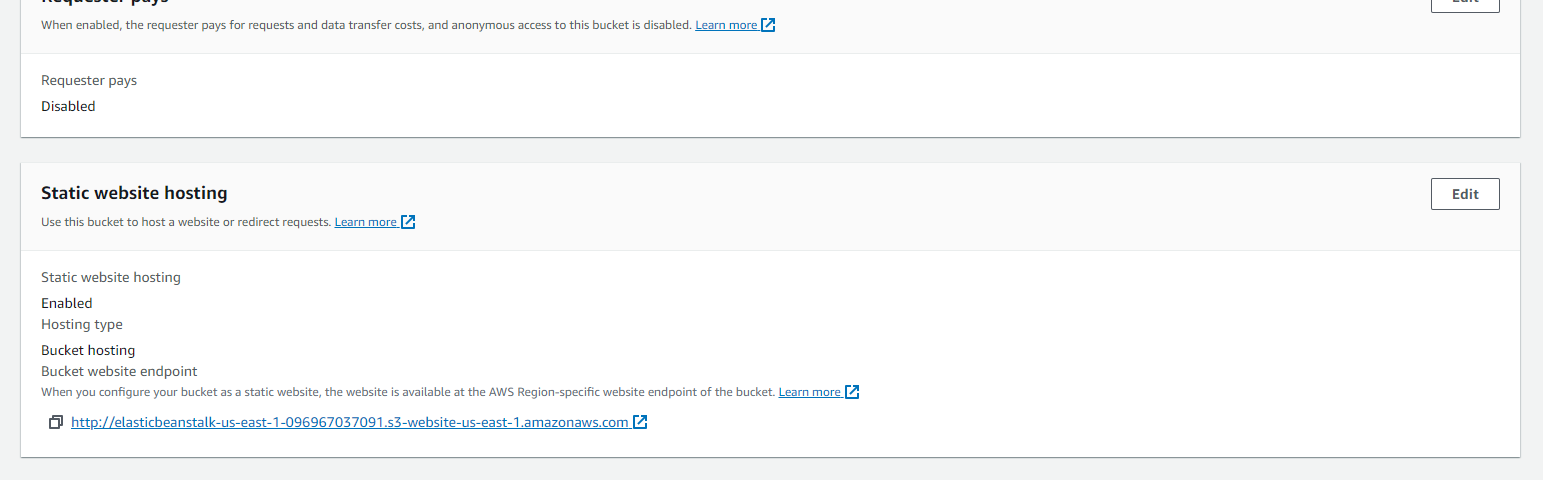 Requester pays
Edit
When enabled, the requester pays for requests and data transfer costs, and anonymous access to this bucket is disabled. Learn more
Requester pays
Disabled
Static website hosting
Edit
Use this bucket to host a website or redirect requests. Learn more
Static website hosting
Enabled
Hosting type
Bucket hosting
Bucket website endpoint
When you configure your bucket as a static website, the website is available at the AWS Region-specific website endpoint of the bucket. Learn more
http://elasticbeanstalk-us-east-1-096967037091.s3-website-us-east-1.amazonaws.com